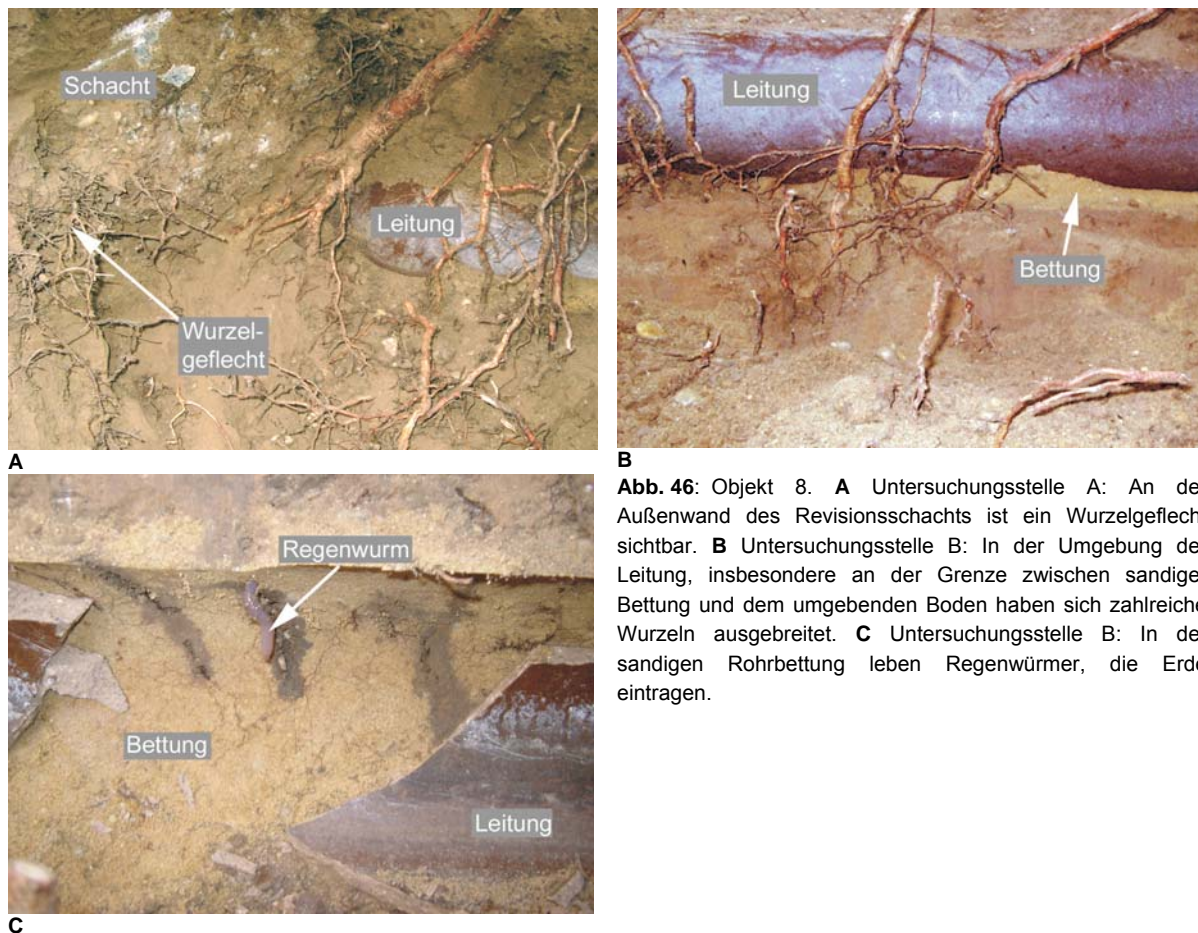 Schacht
Leitung
Wurzel-
geflecht
A
Leitung
Bettung
B
Abb. 46: Objekt 8. A Untersuchungsstelle A: An de
Außenwand des Revisionsschachts ist ein Wurzelgeflech
sichtbar. B Untersuchungsstelle B: In der Umgebung de
Leitung, insbesondere an der Grenze zwischen sandige
Bettung und dem umgebenden Boden haben sich zahlreiche
Wurzeln ausgebreitet. C Untersuchungsstelle B: In de
sandigen Rohrbettung leben Regenwürmer, die Erde
eintragen.
Regenwurm
Bettung
Leitung
C